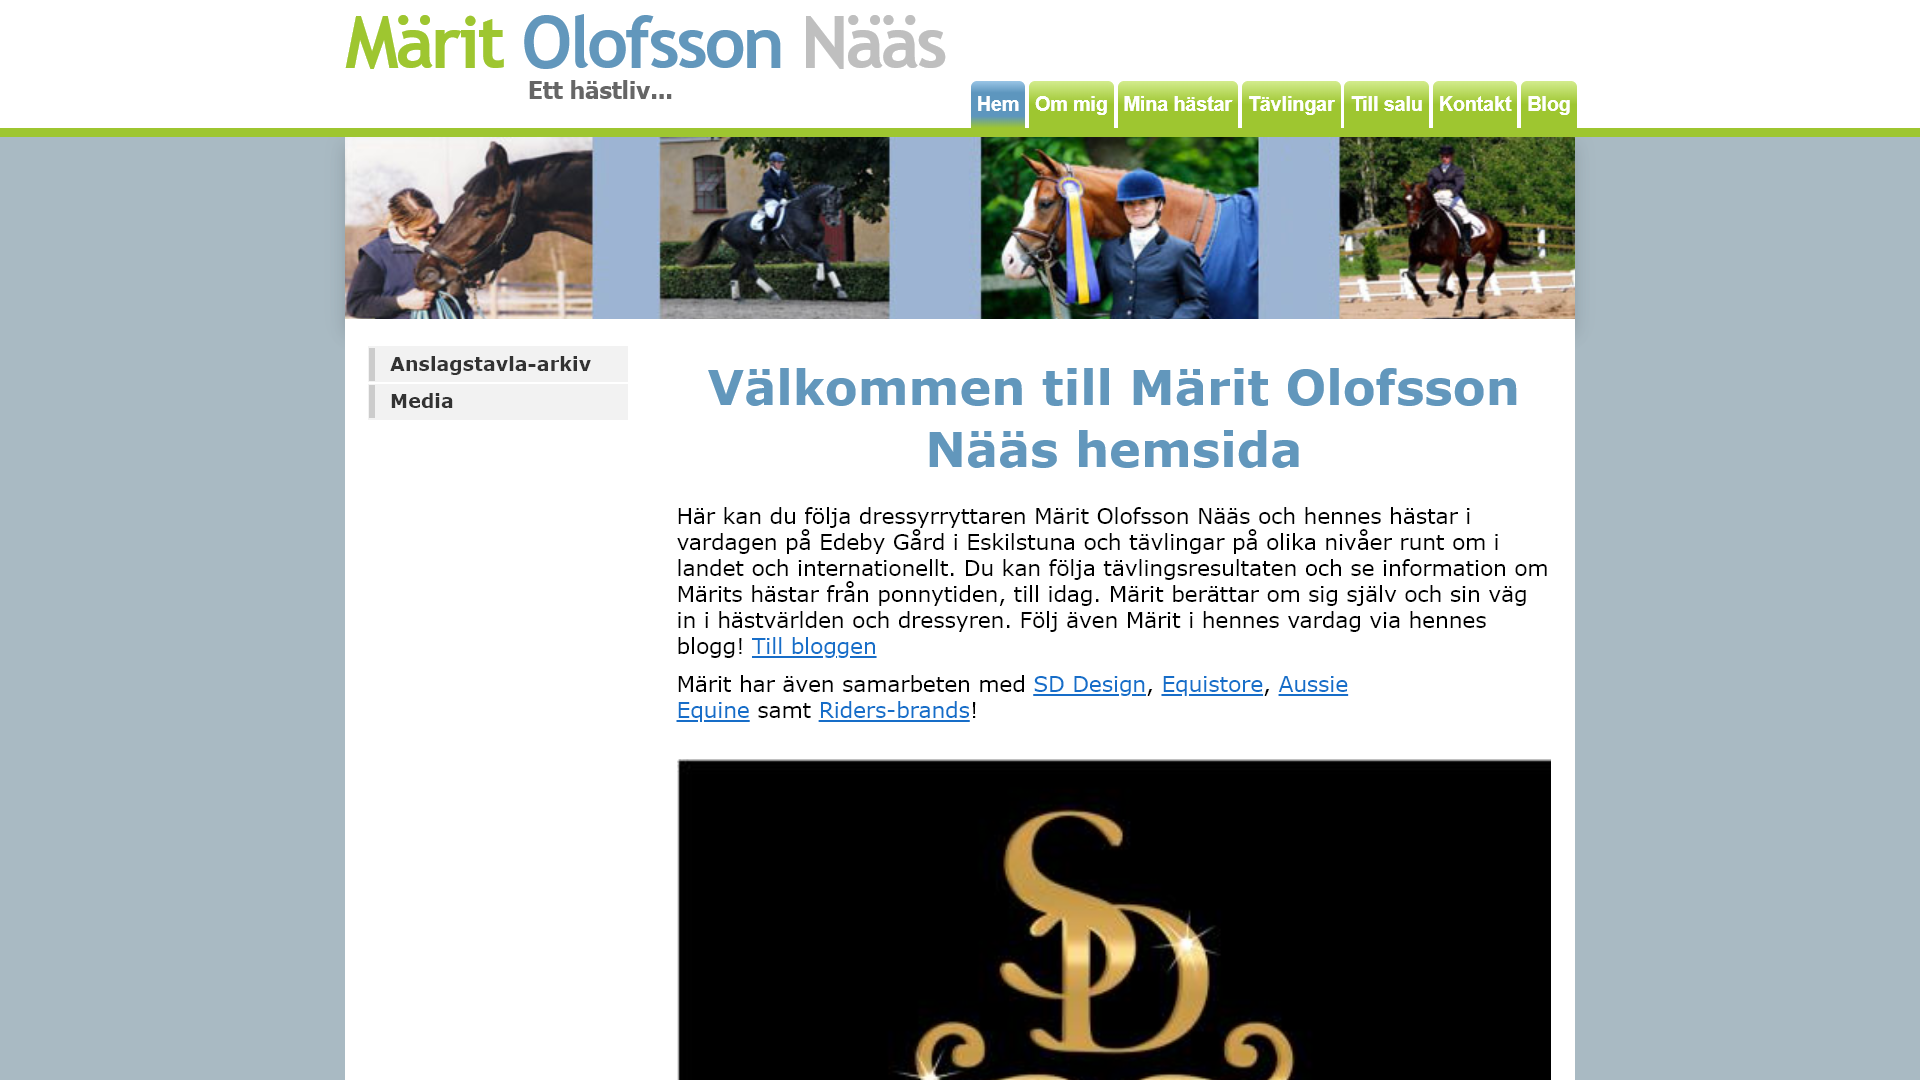 Märit Olofsson Nääs
Ett hästliv...
Hem
Om mig
Mina hästar
Tävlingar
Till salu
Kontakt
Blog
Anslagstavla-arkiv
Media
Välkommen till Märit Olofsson
Nääs hemsida
Här kan du följa dressyrryttaren Märit Olofsson Nääs och hennes hästar i
vardagen på Edeby Gård i Eskilstuna och tävlingar på olika nivåer runt om i
landet och internationellt. Du kan följa tävlingsresultaten och se information om
Märits hästar från ponnytiden, till idag. Märit berättar om sig själv och sin väg
in i hästvärlden och dressyren. Följ även Märit i hennes vardag via hennes
blogg! Till bloggen
Märit har även samarbeten med SD Design, Equistore, Aussie
Equine samt Riders-brands!
SD